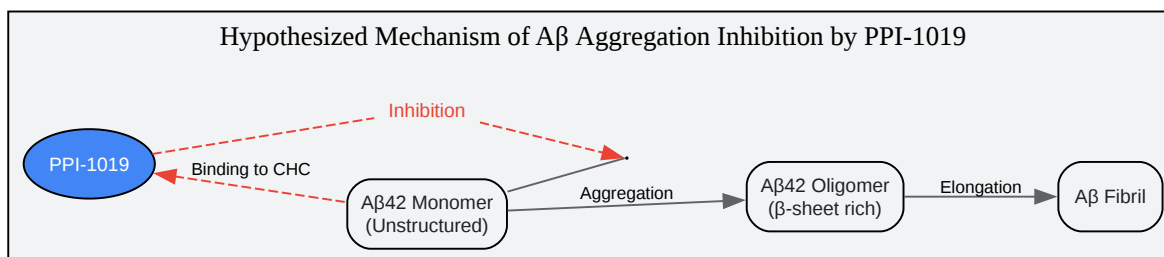 Hypothesized Mechanism of Aβ Aggregation Inhibition by PPI-1019
Inhibition
PPI-1019
Binding to CHC
Aβ42 Monomer
(Unstructured)
Aggregation
Aβ42 Oligomer
(β-sheet rich)
Elongation
Aβ Fibril